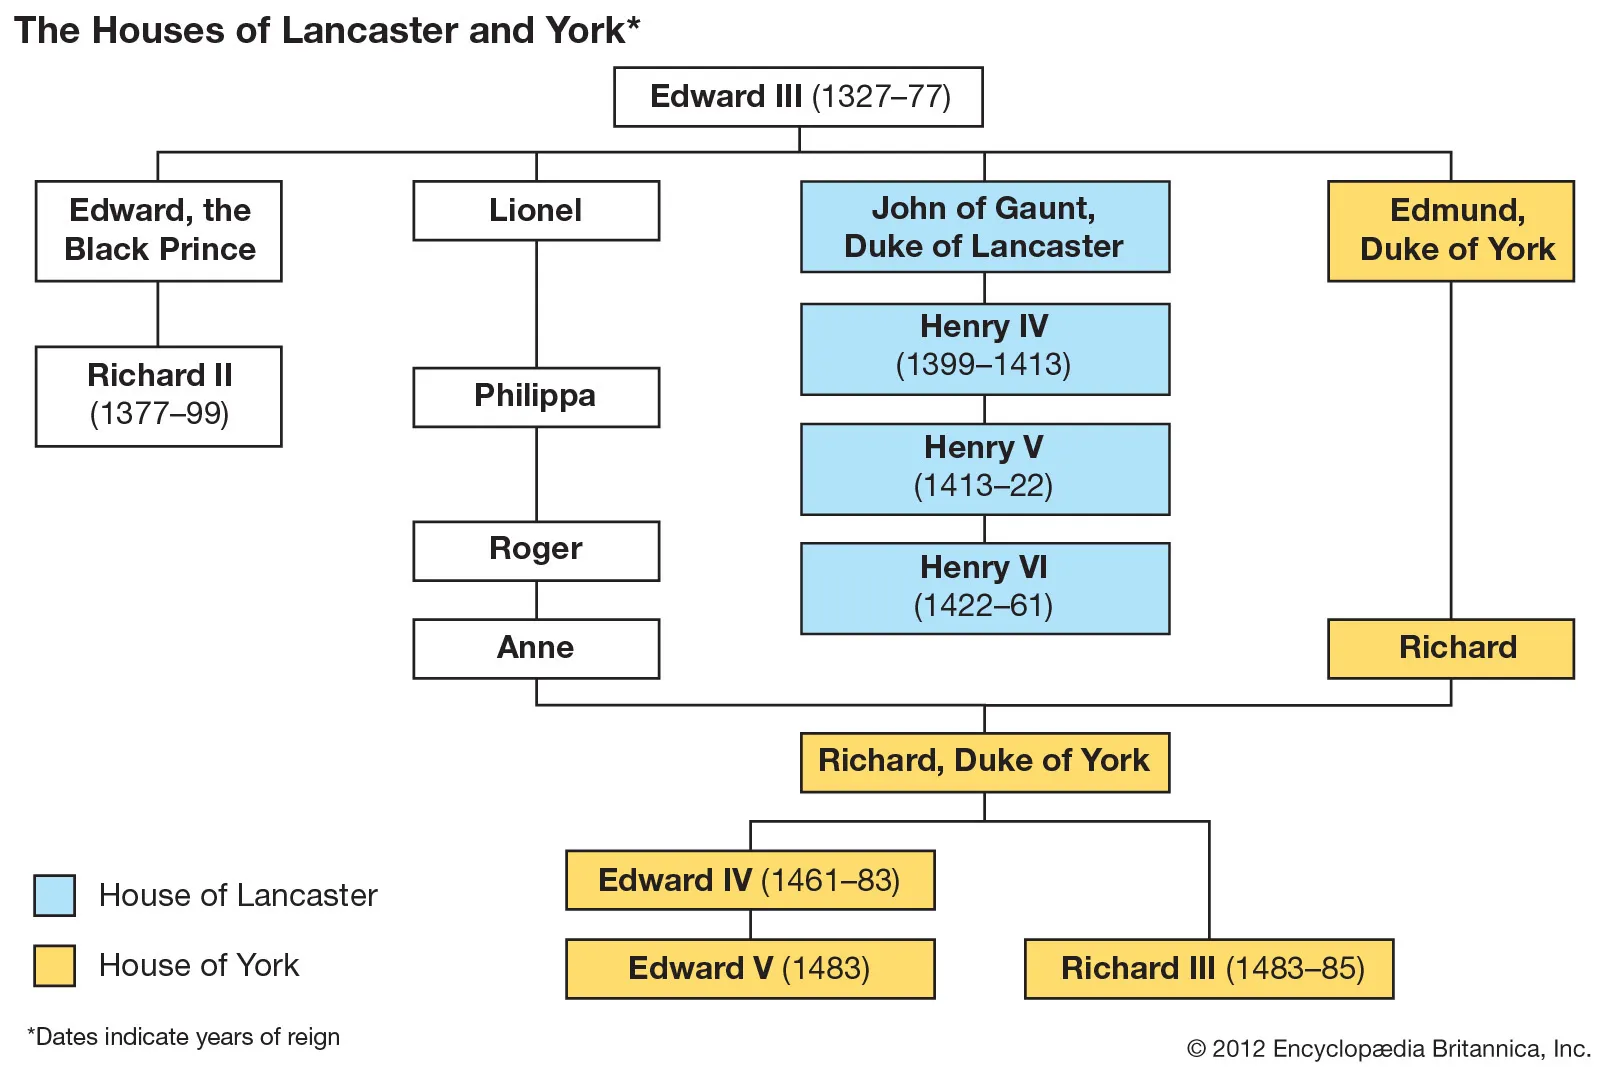 The Houses of Lancaster and York*
Edward III (1327–77)
Edward, the
Black Prince
Lionel
John of Gaunt,
Duke of Lancaster
Edmund,
Duke of York
Richard II
(1377–99)
Philippa
Henry IV
(1399–1413)
Henry V
(1413–22)
Roger
Henry VI
(1422–61)
Anne
Richard
Richard, Duke of York
Edward IV (1461–83)
Edward V (1483)
Richard III (1483–85)
House of Lancaster
House of York
*Dates indicate years of reign
© 2012 Encyclopædia Britannica, Inc.